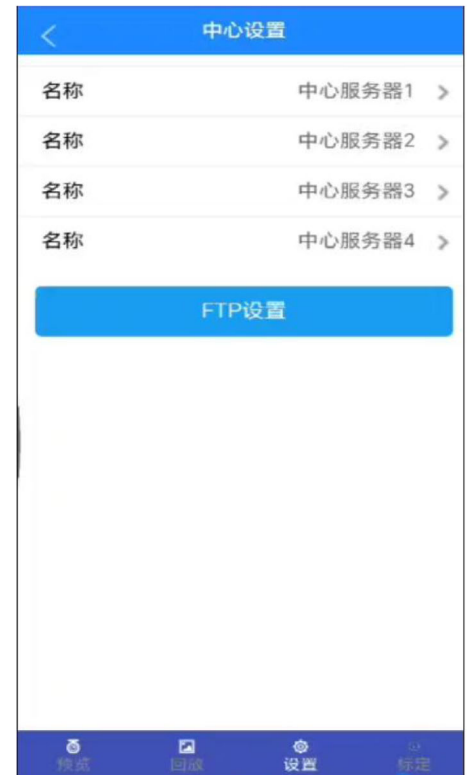 中心设置
名称 中心服务器1
名称 中心服务器2
名称 中心服务器3
名称 中心服务器4
FTP设置
预览 回放 设置 标定